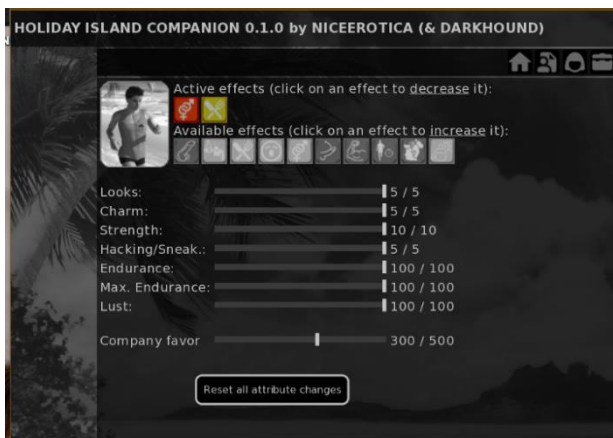 HOLIDAY ISLAND COMPANION 0.1.0 by NICEEROTICA (& DARKHOUND)
Active effects (click on an effect to decrease it):
Available effects (click on an effect to increase it):
Looks: 5 / 5
Charm: 5 / 5
Strength: 10 / 10
Hacking/Sneak.: 5 / 5
Endurance: 100 / 100
Max. Endurance: 100 / 100
Lust: 100 / 100
Company favor 300 / 500
Reset all attribute changes